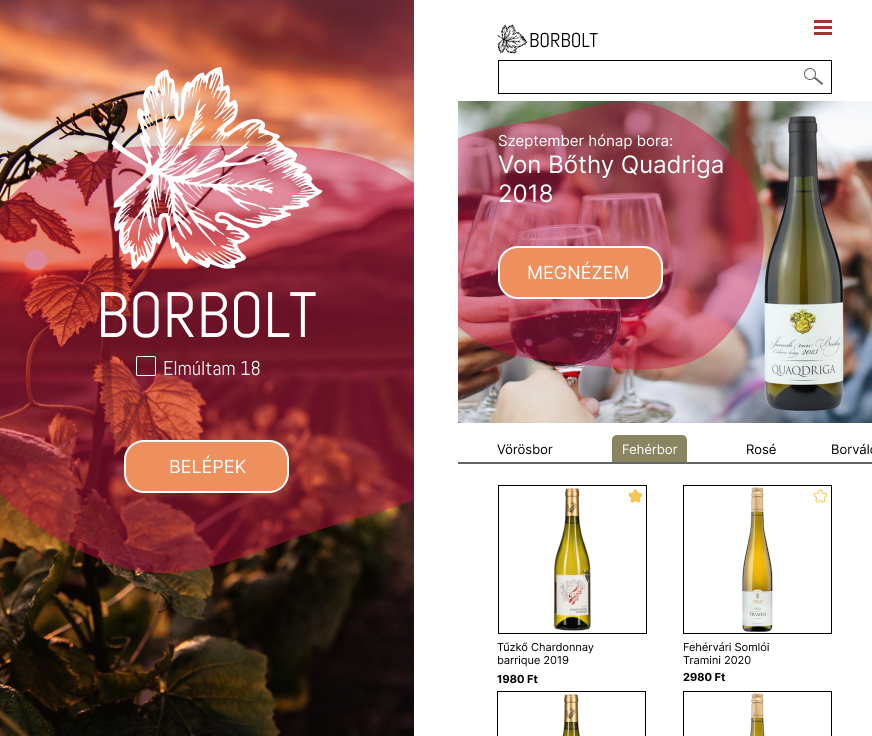 BORBOLT
Elmúltam 18
BELÉPEK
BORBOLT
Szeptember hónap bora:
Von Bőthy Quadriga
2018
MEGNÉZEM
2013
QUAQDRIGA
Vörösbor
Fehérbor
Rosé
Borvál
Tűzkő Chardonnay
barrique 2019
1980 Ft
Fehérvári Somlói
Tramini 2020
2980 Ft